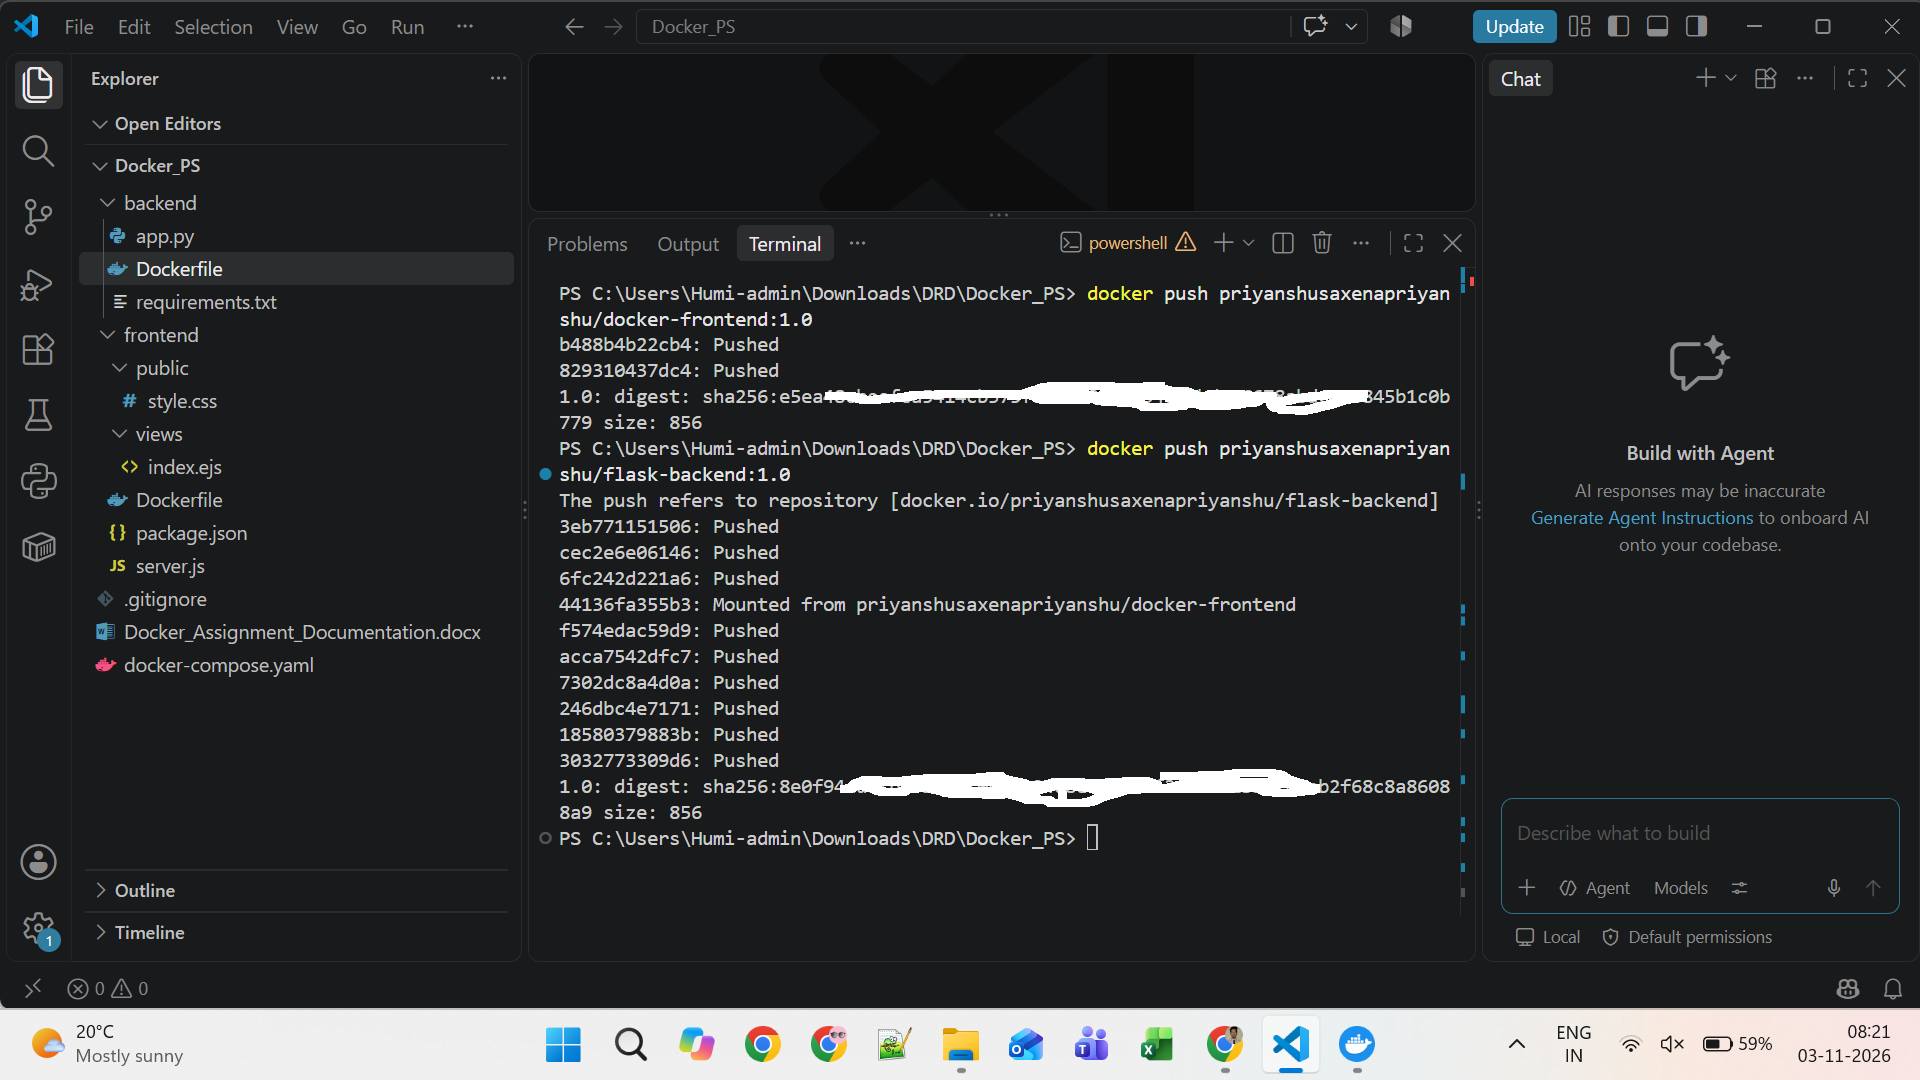 File Edit Selection View Go Run ...
Docker_PS
Update
Explorer
Open Editors
Docker_PS
backend
app.py
Dockerfile
requirements.txt
frontend
public
style.css
views
index.ejs
Dockerfile
package.json
JS server.js
.gitignore
Docker_Assignment_Documentation.docx
docker-compose.yaml
Outline
Timeline
1
Problems Output Terminal ...
powershell
PS C:\Users\Humi-admin\Downloads\DRD\Docker_PS> docker push priyanshusaxenapriyan
shu/docker-frontend:1.0
b488b4b22cb4: Pushed
829310437dc4: Pushed
1.0: digest: sha256:e5ea 845b1c0b
779 size: 856
PS C:\Users\Humi-admin\Downloads\DRD\Docker_PS> docker push priyanshusaxenapriyan
shu/flask-backend:1.0
The push refers to repository [docker.io/priyanshusaxenapriyanshu/flask-backend]
3eb771151506: Pushed
cec2e6e06146: Pushed
6fc242d221a6: Pushed
44136fa355b3: Mounted from priyanshusaxenapriyanshu/docker-frontend
f574edac59d9: Pushed
acca7542dfc7: Pushed
7302dc8a4d0a: Pushed
246dbc4e7171: Pushed
18580379883b: Pushed
3032773309d6: Pushed
1.0: digest: sha256:8e0f94 b2f68c8a8608
8a9 size: 856
PS C:\Users\Humi-admin\Downloads\DRD\Docker_PS>
Chat
Build with Agent
AI responses may be inaccurate
Generate Agent Instructions to onboard AI
onto your codebase.
Describe what to build
Agent Models
Local Default permissions
0 0
20°C
Mostly sunny
ENG
IN
59%
08:21
03-11-2026